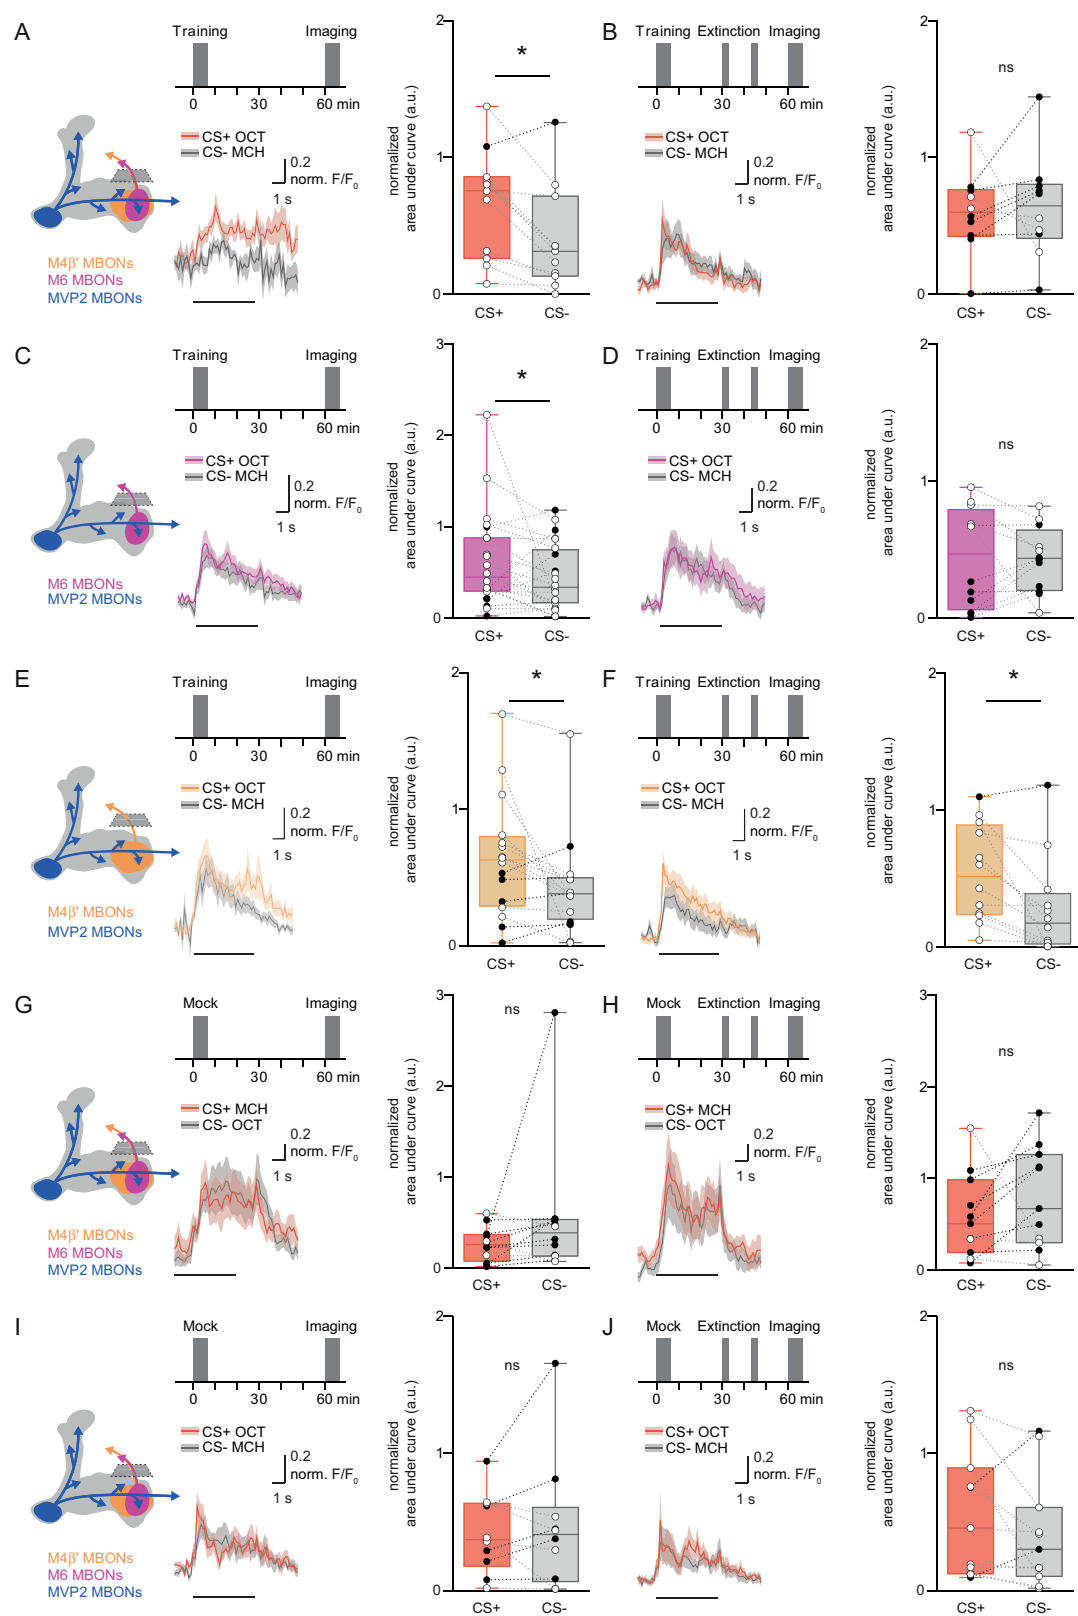 A
Training Imaging
0 30 60 min
CS+ OCT
CS- MCH
0.2
norm. F/F0
1 s
M4β' MBONs
M6 MBONs
MVP2 MBONs
normalized
area under curve (a.u.)
2
1
0
*
CS+ CS-
B
Training Extinction Imaging
0 30 60 min
CS+ OCT
CS- MCH
0.2
norm. F/F0
1 s
normalized
area under curve (a.u.)
2
1
0
ns
CS+ CS-
C
Training Imaging
0 30 60 min
CS+ OCT
CS- MCH
0.2
norm. F/F0
1 s
M6 MBONs
MVP2 MBONs
normalized
area under curve (a.u.)
3
2
1
0
*
CS+ CS-
D
Training Extinction Imaging
0 30 60 min
CS+ OCT
CS- MCH
0.2
norm. F/F0
1 s
normalized
area under curve (a.u.)
2
1
0
ns
CS+ CS-
E
Training Imaging
0 30 60 min
CS+ OCT
CS- MCH
0.2
norm. F/F0
1 s
M4β' MBONs
MVP2 MBONs
normalized
area under curve (a.u.)
2
1
0
*
CS+ CS-
F
Training Extinction Imaging
0 30 60 min
CS+ OCT
CS- MCH
0.2
norm. F/F0
1 s
normalized
area under curve (a.u.)
2
1
0
*
CS+ CS-
G
Mock Imaging
0 30 60 min
CS+ MCH
CS- OCT
0.2
norm. F/F0
1 s
M4β' MBONs
M6 MBONs
MVP2 MBONs
normalized
area under curve (a.u.)
3
2
1
0
ns
CS+ CS-
H
Mock Extinction Imaging
0 30 60 min
CS+ MCH
CS- OCT
0.2
norm. F/F0
1 s
normalized
area under curve (a.u.)
3
2
1
0
ns
CS+ CS-
I
Mock Imaging
0 30 60 min
CS+ OCT
CS- MCH
0.2
norm. F/F0
1 s
M4β' MBONs
M6 MBONs
MVP2 MBONs
normalized
area under curve (a.u.)
2
1
0
ns
CS+ CS-
J
Mock Extinction Imaging
0 30 60 min
CS+ OCT
CS- MCH
0.2
norm. F/F0
1 s
normalized
area under curve (a.u.)
2
1
0
ns
CS+ CS-